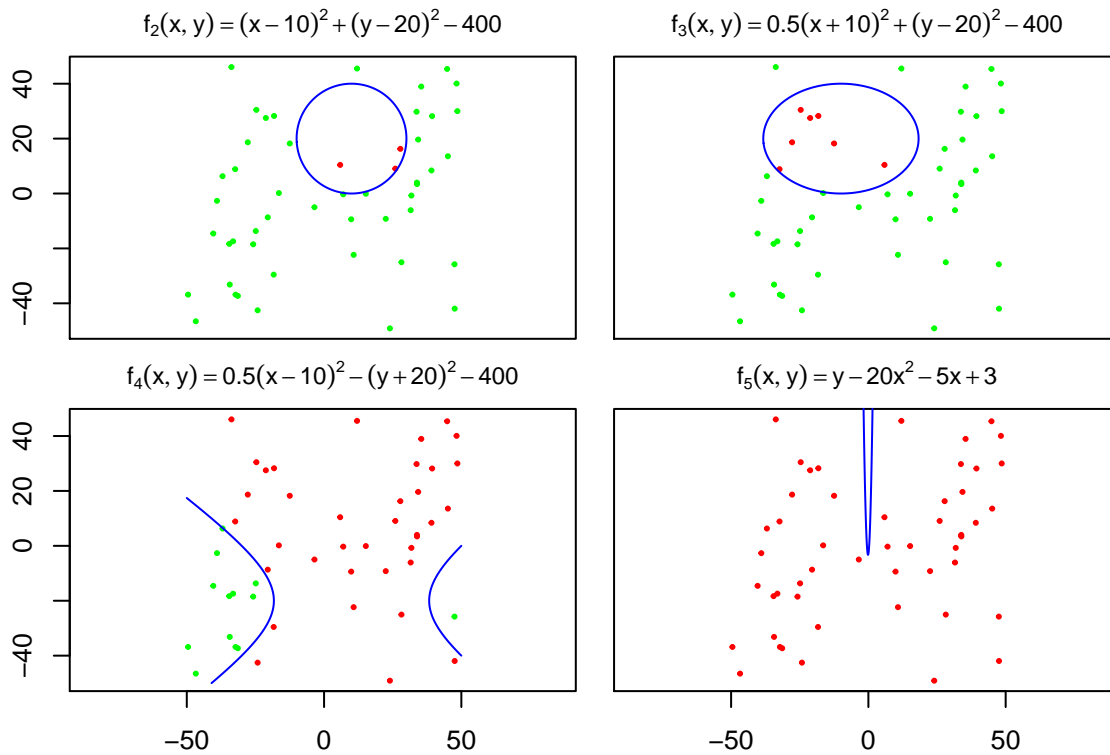 f₂(x, y) = (x − 10)² + (y − 20)² − 400
f₃(x, y) = 0.5(x + 10)² + (y − 20)² − 400
40
20
0
−40
f₄(x, y) = 0.5(x − 10)² − (y + 20)² − 400
f₅(x, y) = y − 20x² − 5x + 3
40
20
0
−40
−50 0 50
−50 0 50